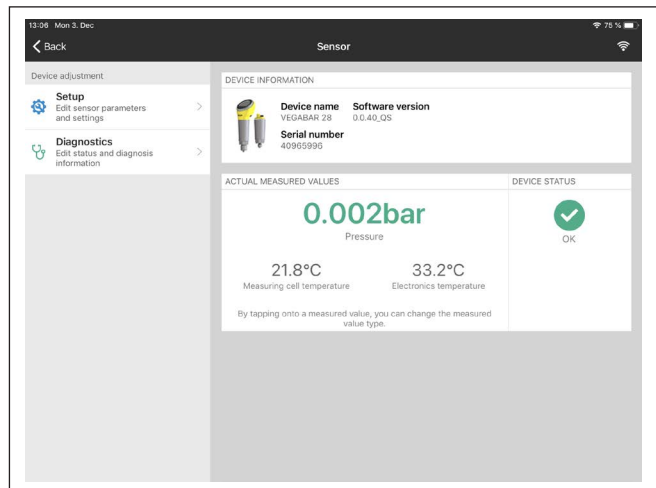 13:06 Mon 3. Dec
75 %
Back
Sensor
Device adjustment
Setup
Edit sensor parameters
and settings
Diagnostics
Edit status and diagnosis
information
DEVICE INFORMATION
Device name Software version
VEGABAR 28 0.0.40_QS
Serial number
40965996
ACTUAL MEASURED VALUES
DEVICE STATUS
0.002bar
Pressure
OK
21.8°C 33.2°C
Measuring cell temperature Electronics temperature
By tapping onto a measured value, you can change the measured
value type.